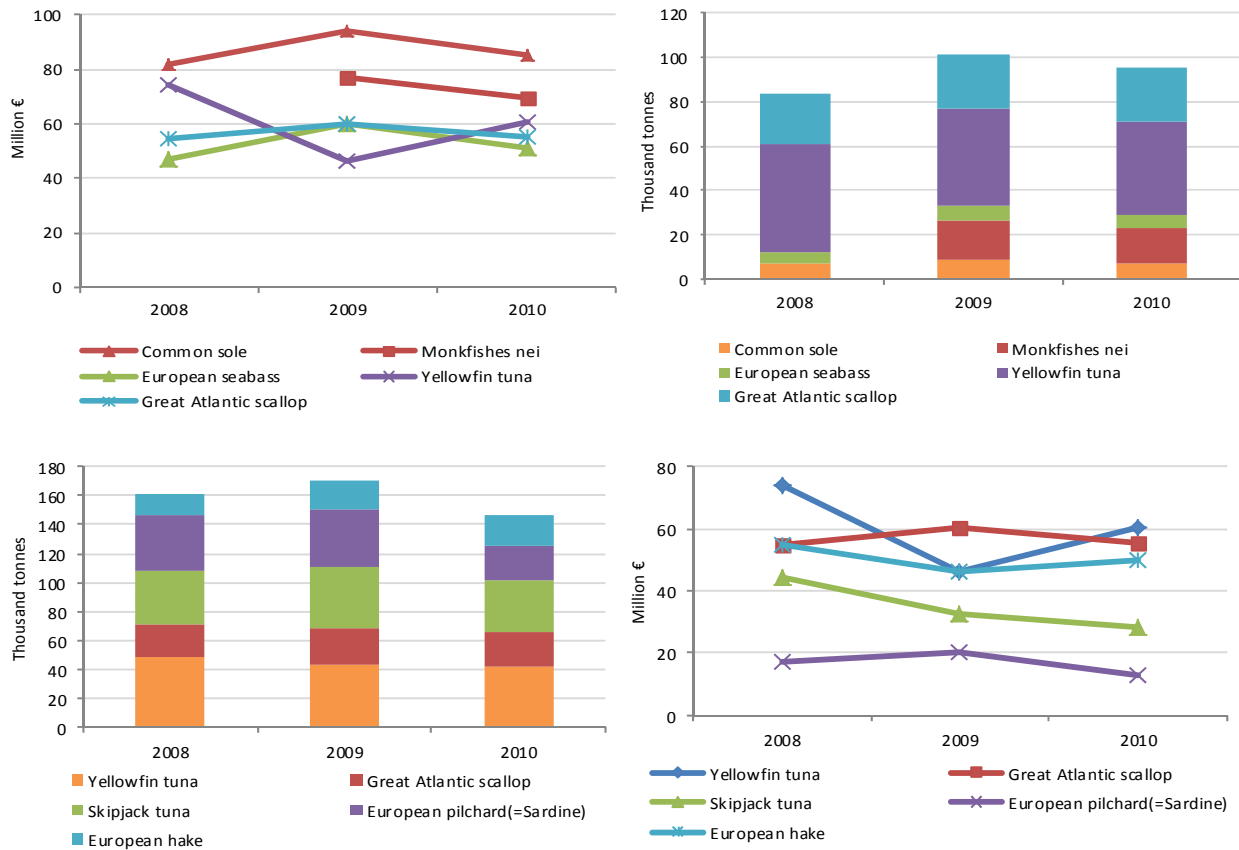 Million €
100
80
60
40
20
0
2008 2009 2010
Common sole Monkfishes nei
European seabass Yellowfin tuna
Great Atlantic scallop
Thousand tonnes
120
100
80
60
40
20
0
2008 2009 2010
Common sole Monkfishes nei
European seabass Yellowfin tuna
Great Atlantic scallop
Thousand tonnes
180
160
140
120
100
80
60
40
20
0
2008 2009 2010
Yellowfin tuna Great Atlantic scallop
Skipjack tuna European pilchard(=Sardine)
European hake
Million €
80
60
40
20
0
2008 2009 2010
Yellowfin tuna Great Atlantic scallop
Skipjack tuna European pilchard(=Sardine)
European hake